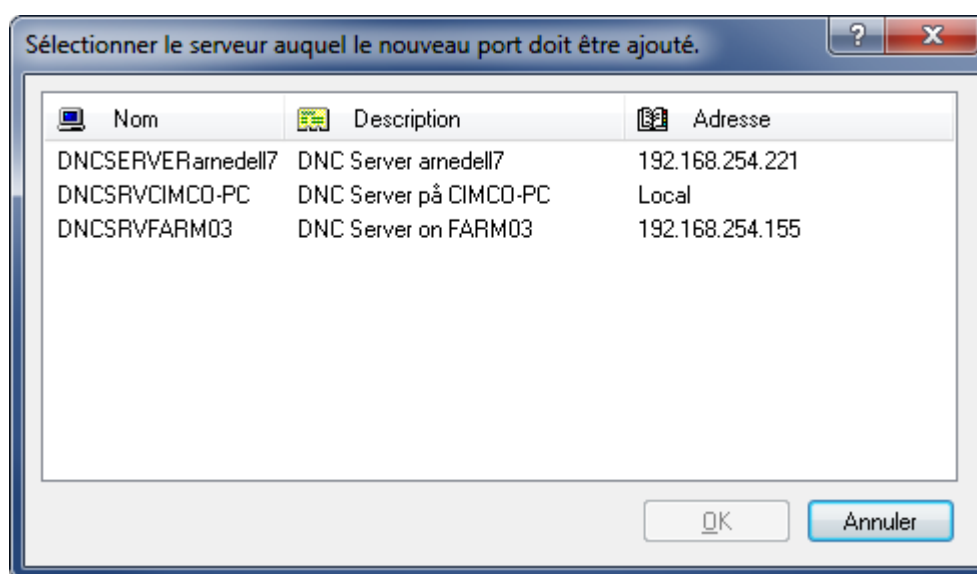 Sélectionner le serveur auquel le nouveau port doit être ajouté.
Nom Description Adresse
DNCSERVERarnedell7 DNC Server arnedell7 192.168.254.221
DNCSRVCIMCO-PC DNC Server på CIMCO-PC Local
DNCSRVFARM03 DNC Server on FARM03 192.168.254.155
OK Annuler